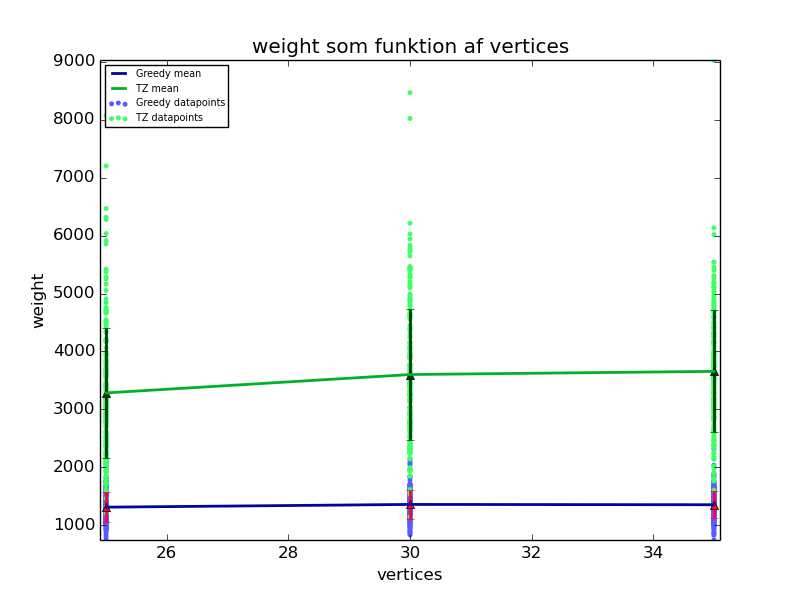 weight som funktion af vertices
9000
8000
7000
6000
5000
4000
3000
2000
1000
weight
Greedy mean
TZ mean
Greedy datapoints
TZ datapoints
26 28 30 32 34
vertices